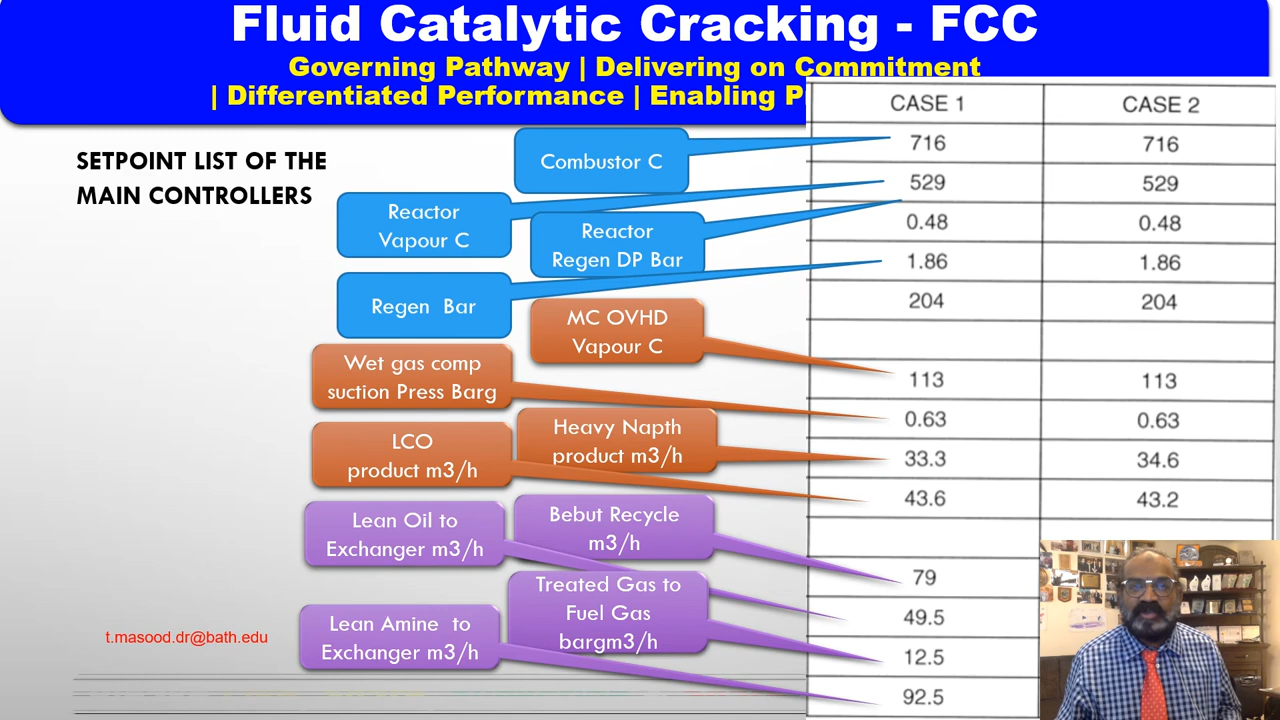 Fluid Catalytic Cracking - FCC
Governing Pathway | Delivering on Commitment
| Differentiated Performance | Enabling
SETPOINT LIST OF THE
MAIN CONTROLLERS
Combustor C
Reactor
Vapour C
Reactor
Regen DP Bar
Regen Bar
MC OVHD
Vapour C
Wet gas comp
suction Press Barg
Heavy Napth
product m3/h
LCO
product m3/h
Lean Oil to
Exchanger m3/h
Bebut Recycle
m3/h
Treated Gas to
Fuel Gas
bargm3/h
Lean Amine to
Exchanger m3/h
t.masood.dr@bath.edu
CASE 1 CASE 2
716 716
529 529
0.48 0.48
1.86 1.86
204 204
113 113
0.63 0.63
33.3 34.6
43.6 43.2
79
49.5
12.5
92.5